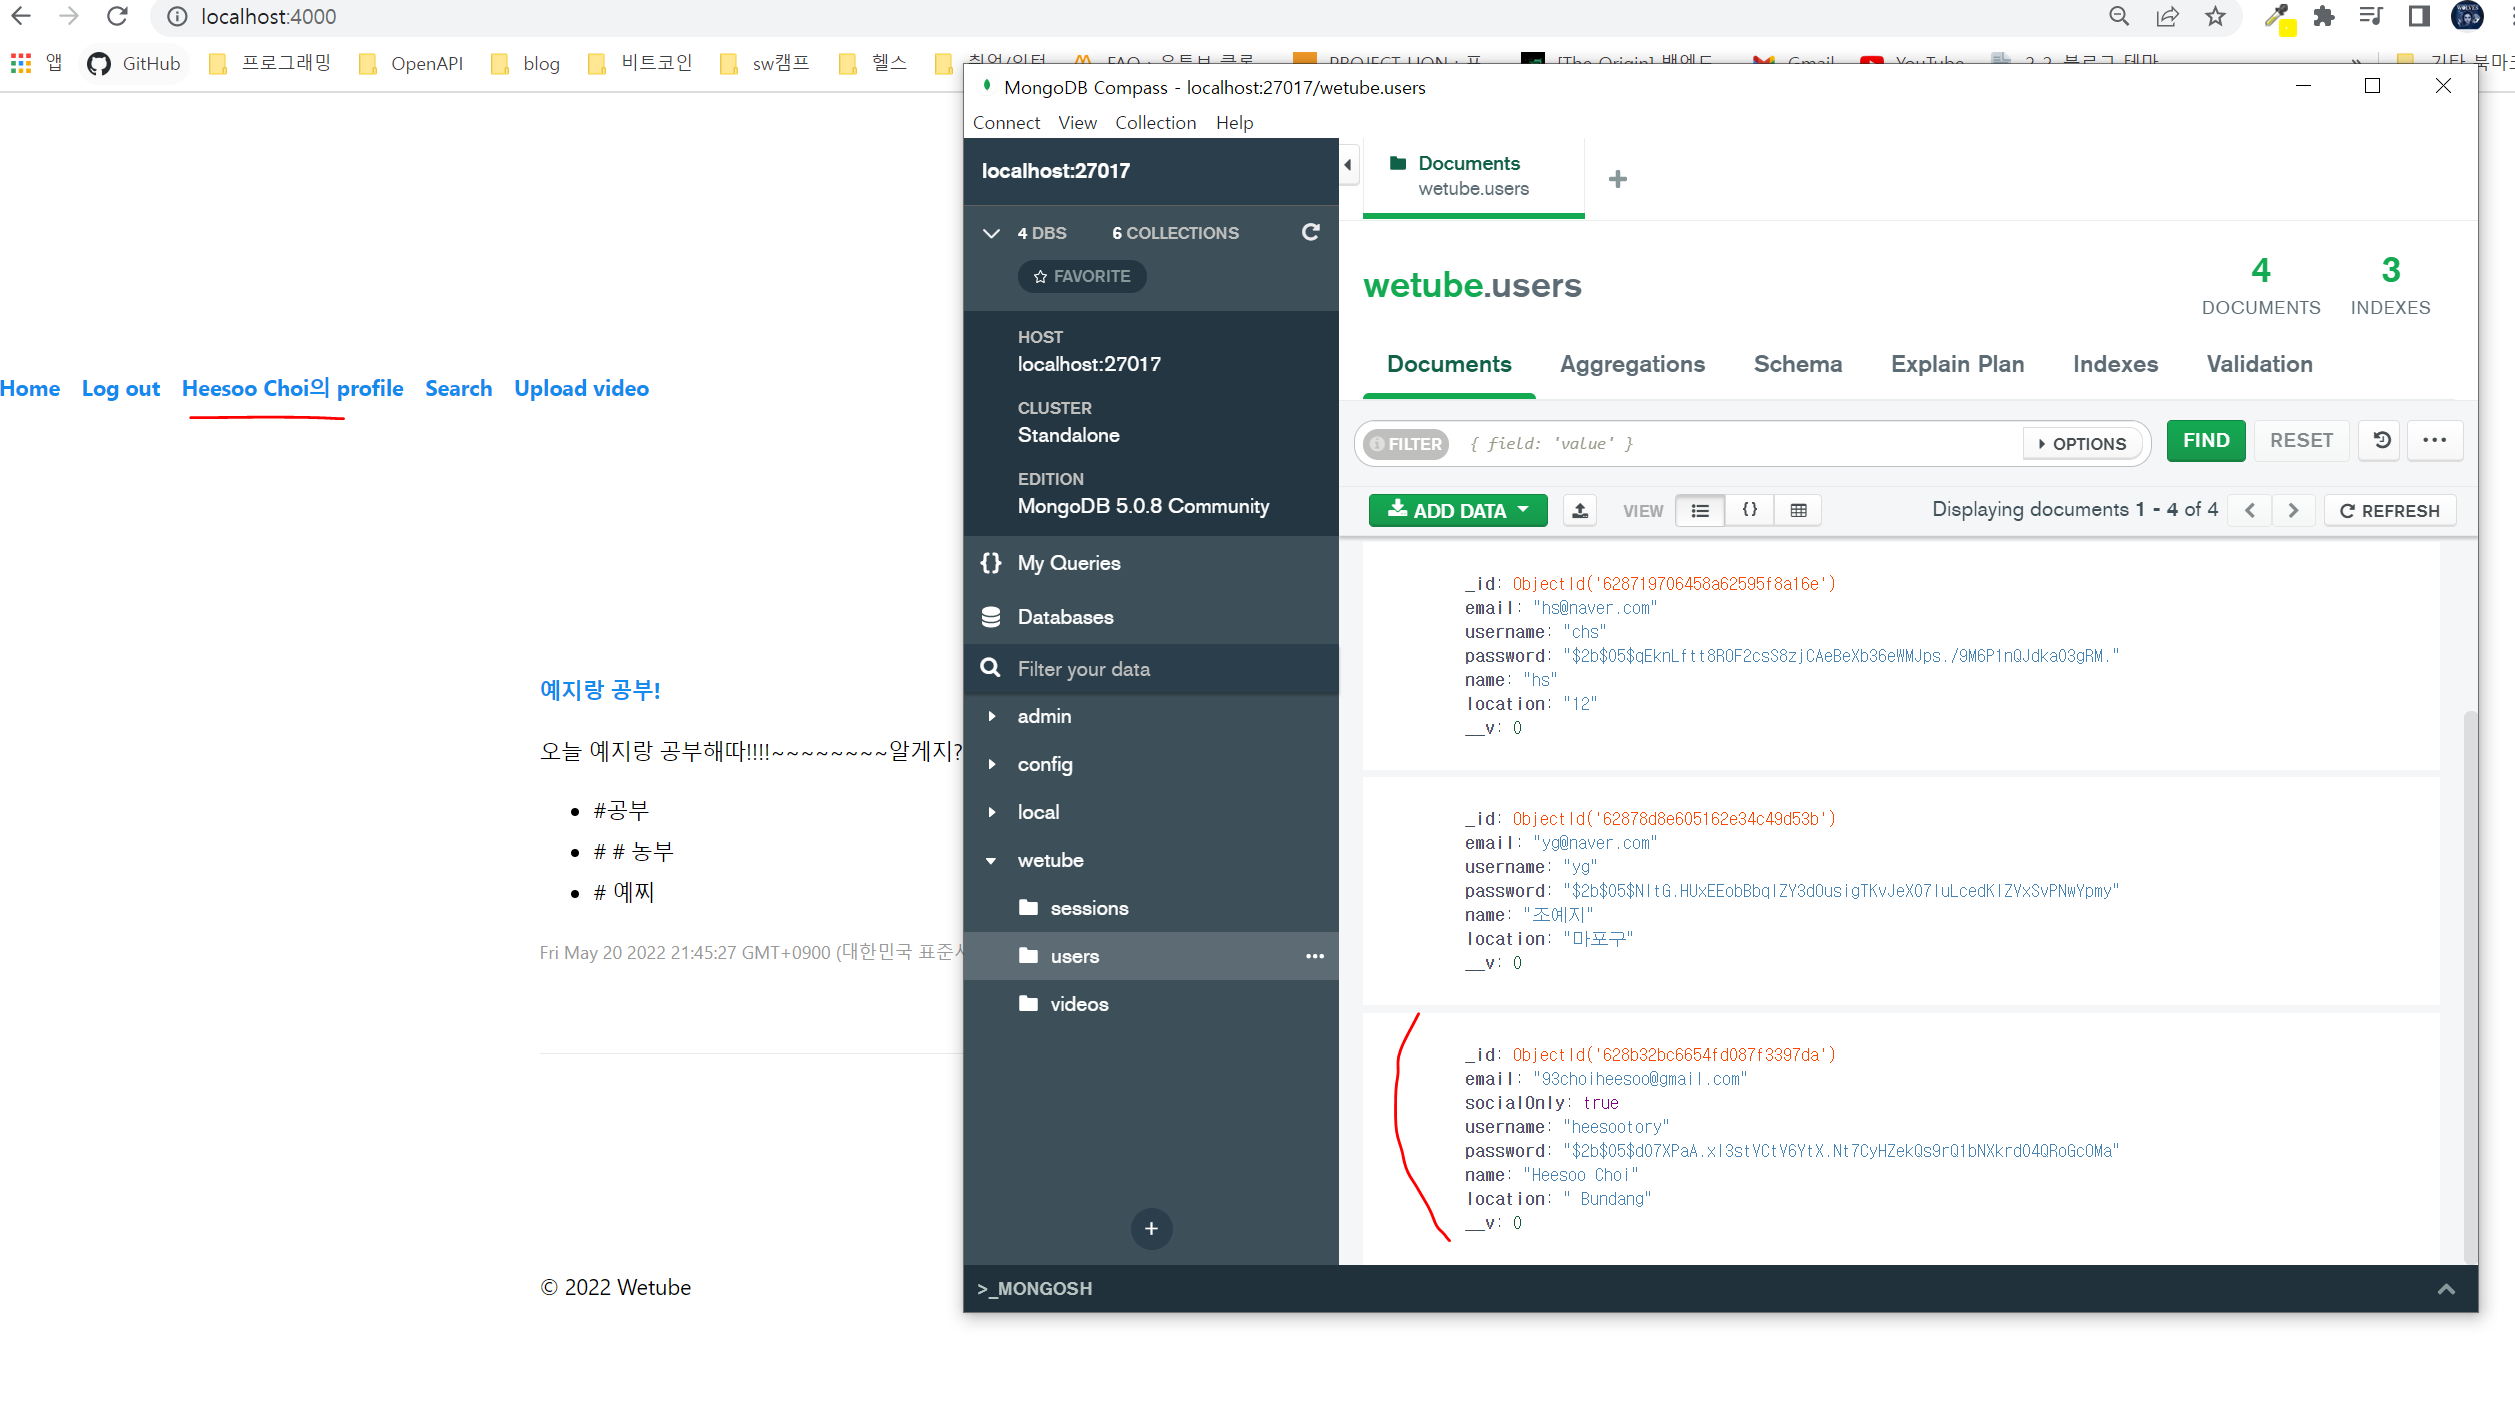 localhost:4000
앱 GitHub 프로그래밍 OpenAPI blog 비트코인 sw캠프 헬스 취업/인턴 FAQ · 유튜브 클론 PROJECT LION : 프 [The Origin] 백엔드 Gmail YouTube 2-2. 블로그 테마 » 기타 북마크
Home Log out Heesoo Choi의 profile Search Upload video
예지랑 공부!
오늘 예지랑 공부해따!!!!~~~~~~~~알게지?
#공부
# # 농부
# 예찌
Fri May 20 2022 21:45:27 GMT+0900 (대한민국 표준
© 2022 Wetube
MongoDB Compass - localhost:27017/wetube.users
Connect View Collection Help
localhost:27017
4 DBS 6 COLLECTIONS
FAVORITE
HOST
localhost:27017
CLUSTER
Standalone
EDITION
MongoDB 5.0.8 Community
{} My Queries
Databases
Filter your data
admin
config
local
wetube
sessions
users
videos
+
Documents
wetube.users
+
wetube.users
4
DOCUMENTS
3
INDEXES
Documents Aggregations Schema Explain Plan Indexes Validation
FILTER { field: 'value' } OPTIONS FIND RESET
ADD DATA VIEW {} Displaying documents 1 - 4 of 4 REFRESH
_id: ObjectId('628719706458a62595f8a16e')
email: "hs@naver.com"
username: "chs"
password: "$2b$05$qEknLftt8ROF2csS8zjCAeBeXb36eWMJps./9M6P1nQJdka03gRM."
name: "hs"
location: "12"
__v: 0
_id: ObjectId('62878d8e605162e34c49d53b')
email: "yg@naver.com"
username: "yg"
password: "$2b$05$NltG.HUxEEobBbqlZY3dOusigTKvJeX07luLcedKlZYxSvPNwYpmy"
name: "조예지"
location: "마포구"
__v: 0
_id: ObjectId('628b32bc6654fd087f3397da')
email: "93choiheesoo@gmail.com"
socialOnly: true
username: "heesootory"
password: "$2b$05$d07XPaA.xl3stVCtV6YtX.Nt7CyHZekQs9rQ1bNXkrd04QRoGcOMa"
name: "Heesoo Choi"
location: " Bundang"
__v: 0
>_MONGOSH